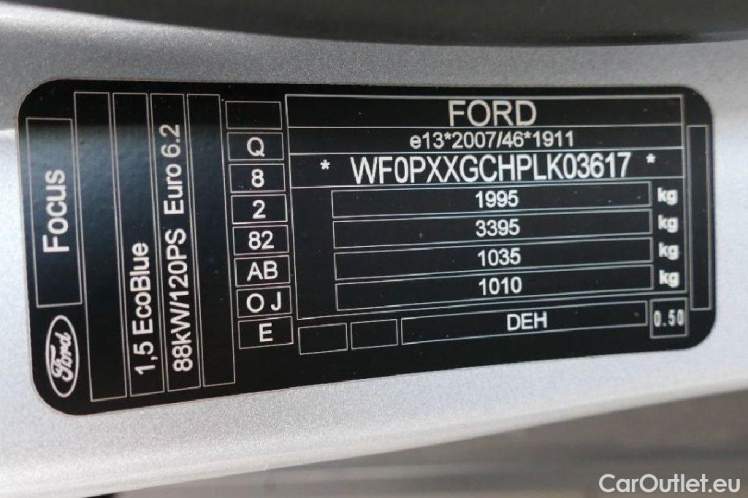 Ford
Focus
1,5 EcoBlue
88kW/120PS Euro 6.2
Q
8
2
82
AB
O J
E
FORD
e13*2007/46*1911
* WF0PXXGCHPLK03617 *
1995 kg
3395 kg
1035 kg
1010 kg
DEH
0.50
CarOutlet.eu